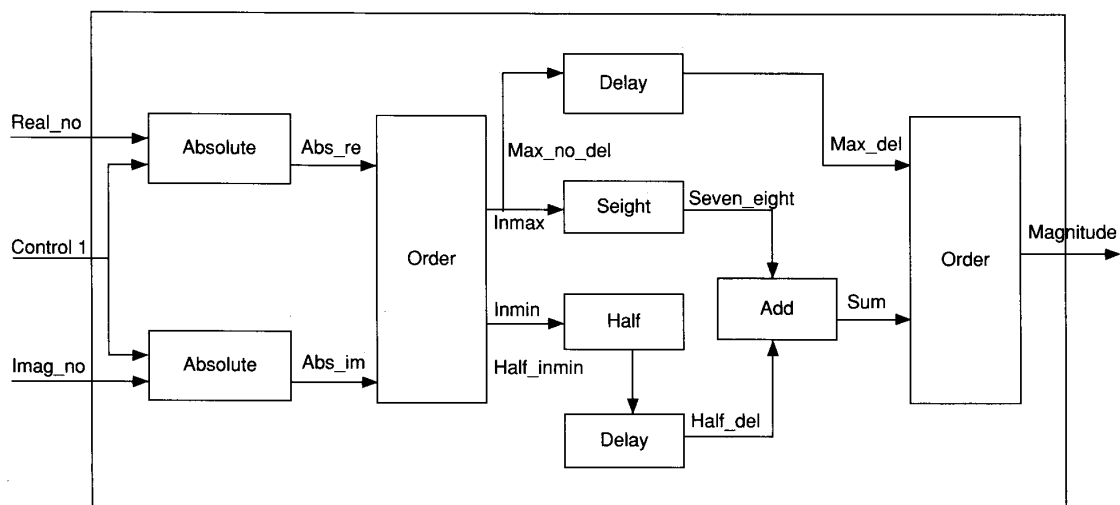 Real_no
Control 1
Imag_no
Absolute
Absolute
Abs_re
Abs_im
Order
Max_no_del
Inmax
Inmin
Half_inmin
Delay
Seight
Half
Delay
Seven_eight
Half_del
Add
Max_del
Sum
Order
Magnitude